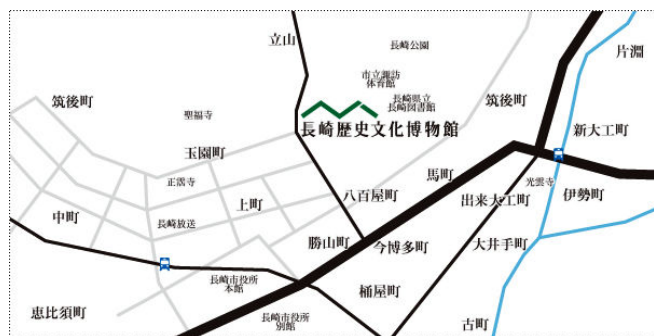 立山
長崎公園
片淵
市立諏訪
体育館
筑後町
長崎県立
長崎図書館
筑後町
聖福寺
長崎歴史文化博物館
新大工町
玉園町
馬町
正覚寺
八百屋町
出来大工町
光雲寺
伊勢町
中町
長崎放送
上町
勝山町
今博多町
大井手町
長崎市役所
本館
桶屋町
恵比須町
長崎市役所
別館
古町